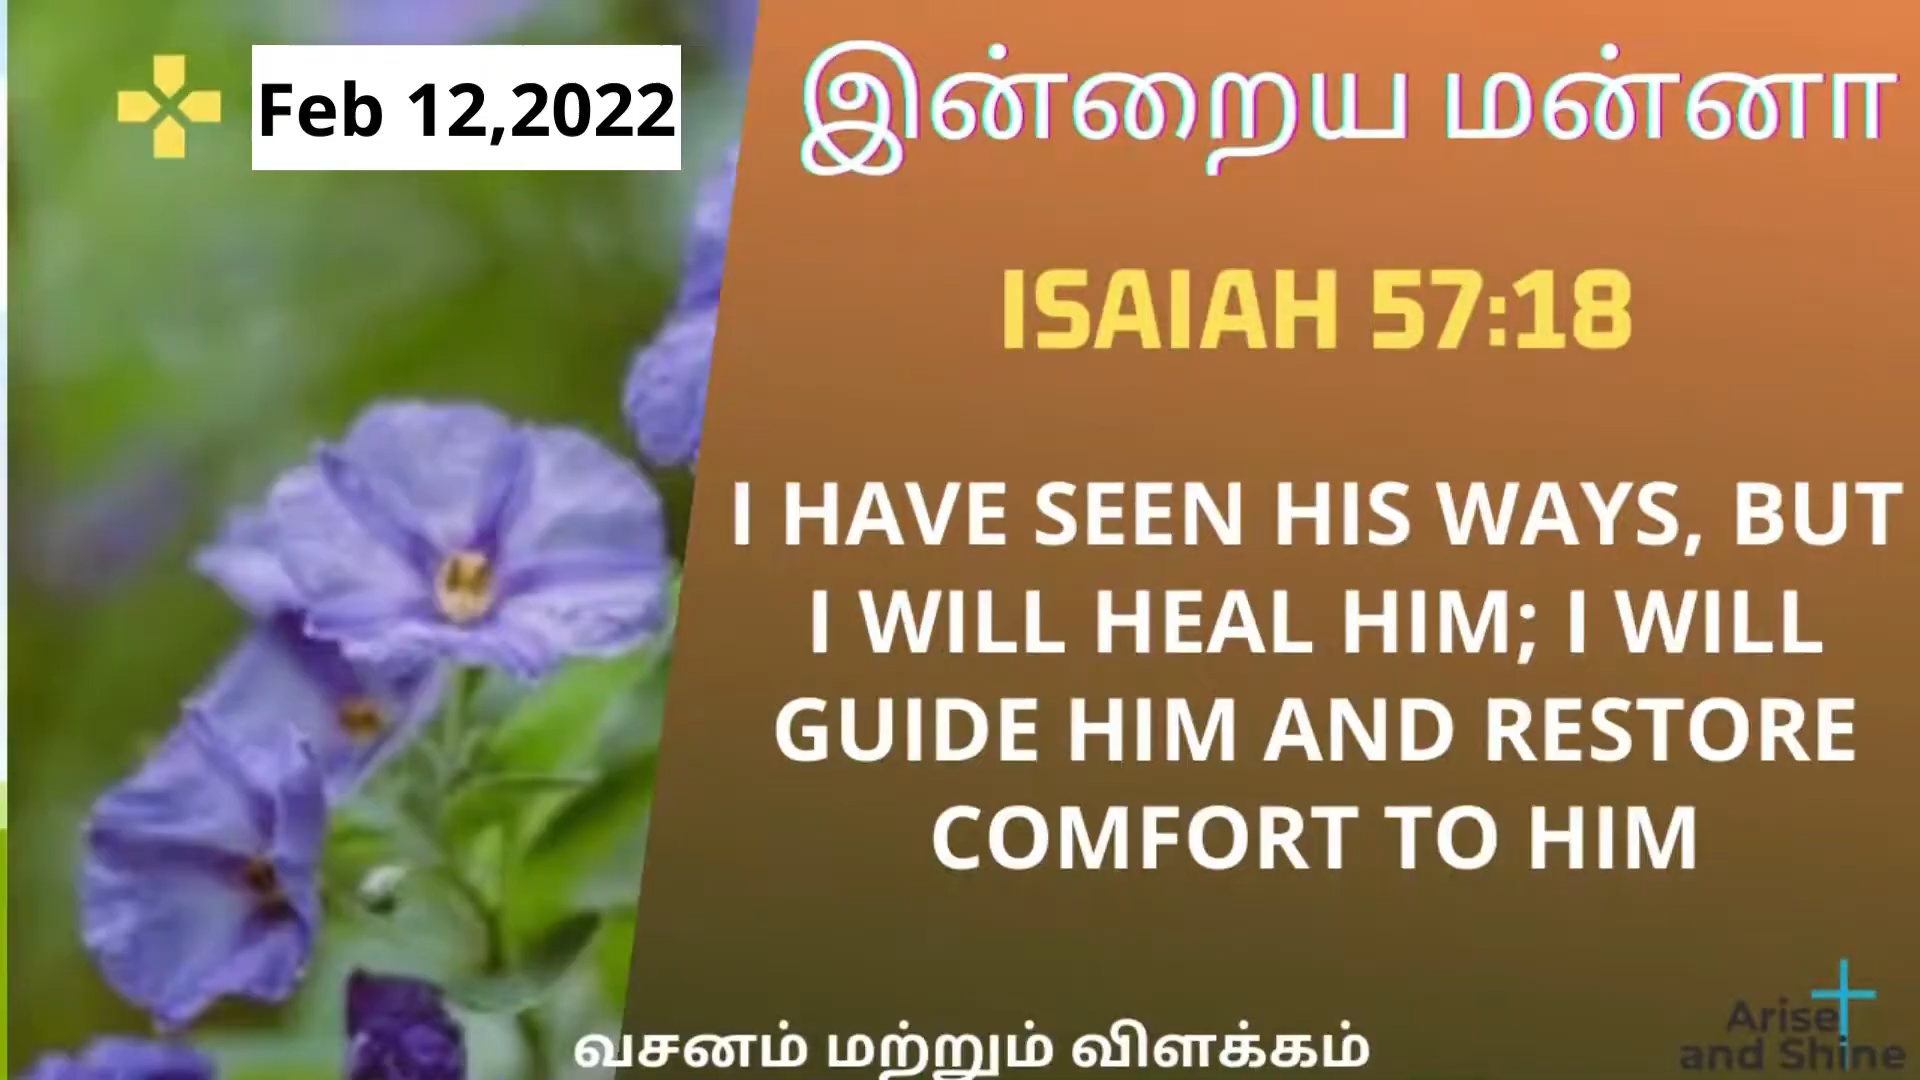 Feb 12,2022
இன்றைய மன்னா
ISAIAH 57:18
I HAVE SEEN HIS WAYS, BUT
I WILL HEAL HIM; I WILL
GUIDE HIM AND RESTORE
COMFORT TO HIM
வசனம் மற்றும் விளக்கம்
Arise
and Shine